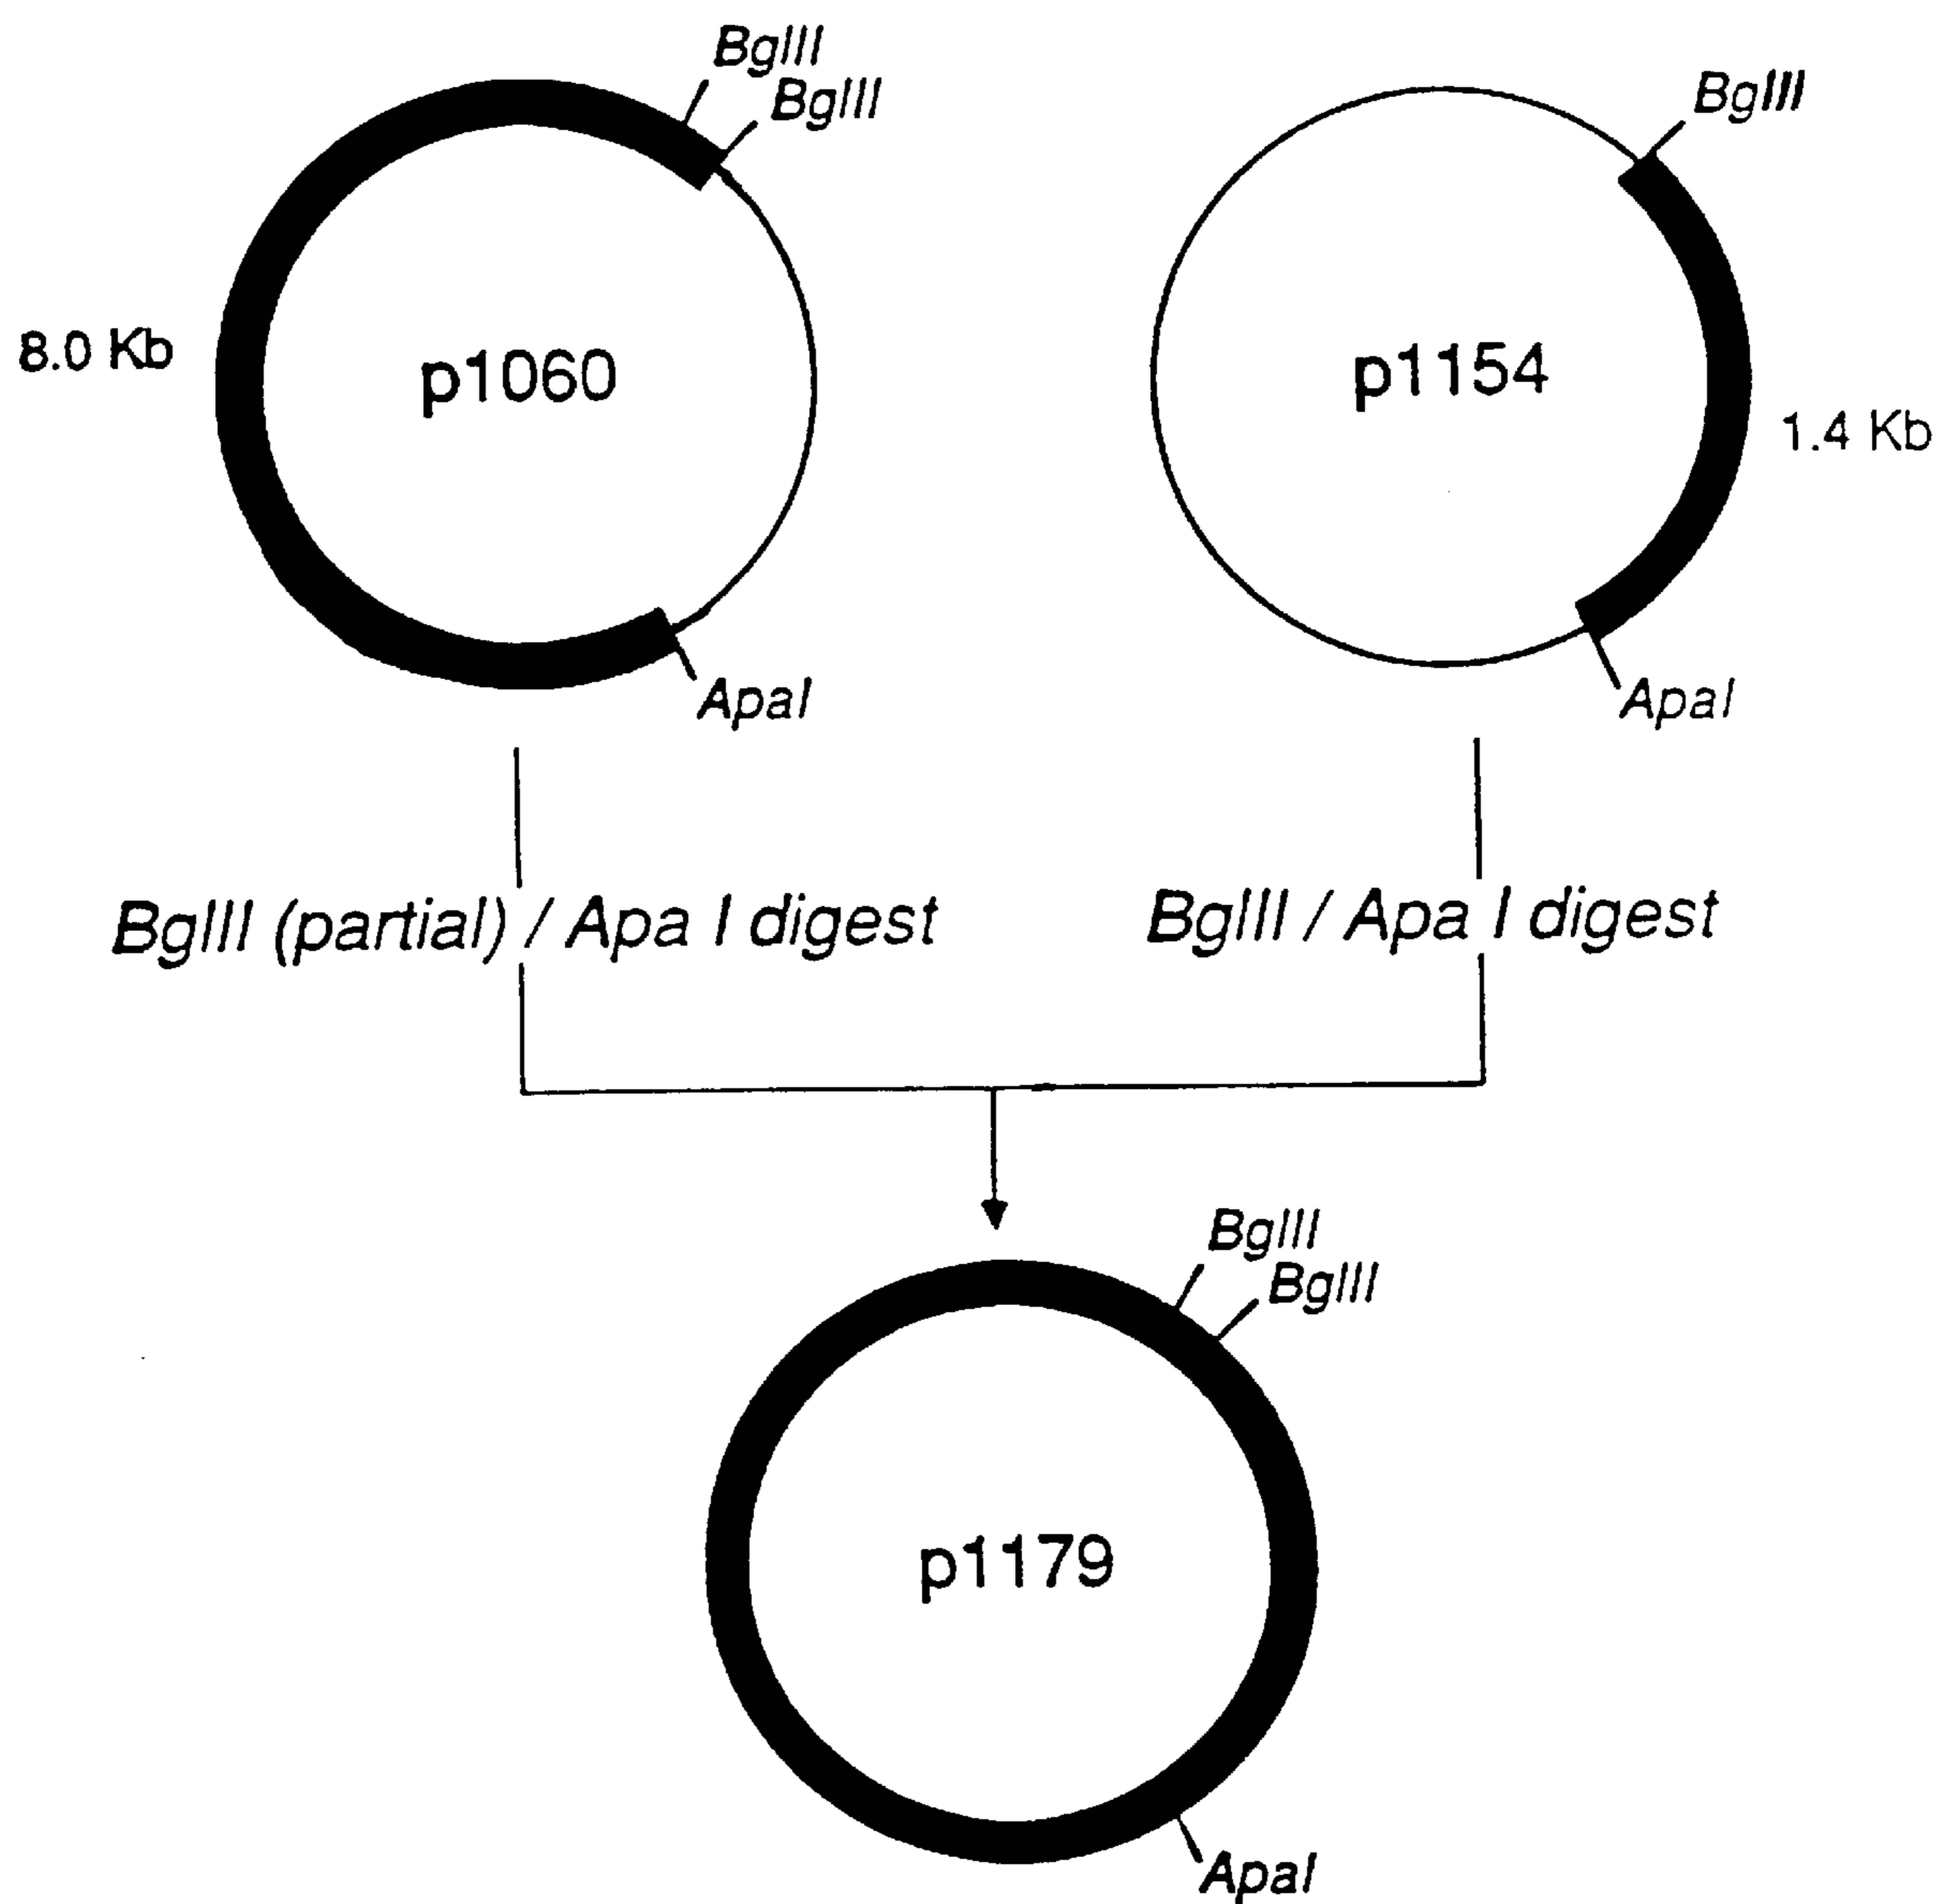 BglII
BglII
BglII
8.0 Kb
p1060
p1154
1.4 Kb
ApaI
ApaI
BglII (partial) / Apa I digest
BglII / Apa I digest
BglII
BglII
p1179
ApaI